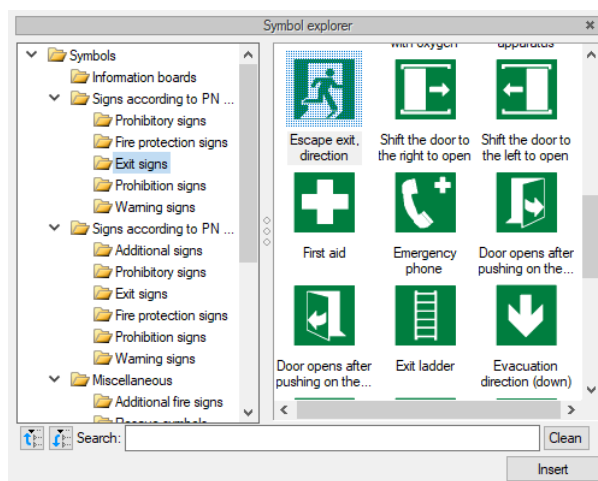 Symbol explorer
Symbols
Information boards
Signs according to PN ...
Prohibitory signs
Fire protection signs
Exit signs
Prohibition signs
Warning signs
Signs according to PN ...
Additional signs
Prohibitory signs
Exit signs
Fire protection signs
Prohibition signs
Warning signs
Miscellaneous
Additional fire signs
with oxygen
apparatus
Escape exit,
direction
Shift the door to
the right to open
Shift the door to
the left to open
First aid
Emergency
phone
Door opens after
pushing on the...
Door opens after
pushing on the...
Exit ladder
Evacuation
direction (down)
Search:
Clean
Insert